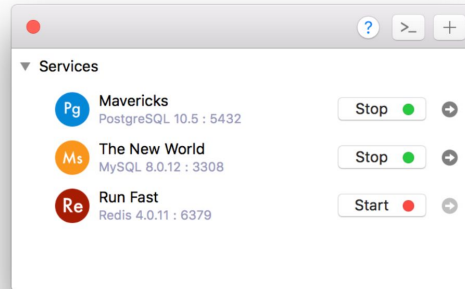 ?
>_
+
Services
Pg
Mavericks
PostgreSQL 10.5 : 5432
Stop
Ms
The New World
MySQL 8.0.12 : 3308
Stop
Re
Run Fast
Redis 4.0.11 : 6379
Start